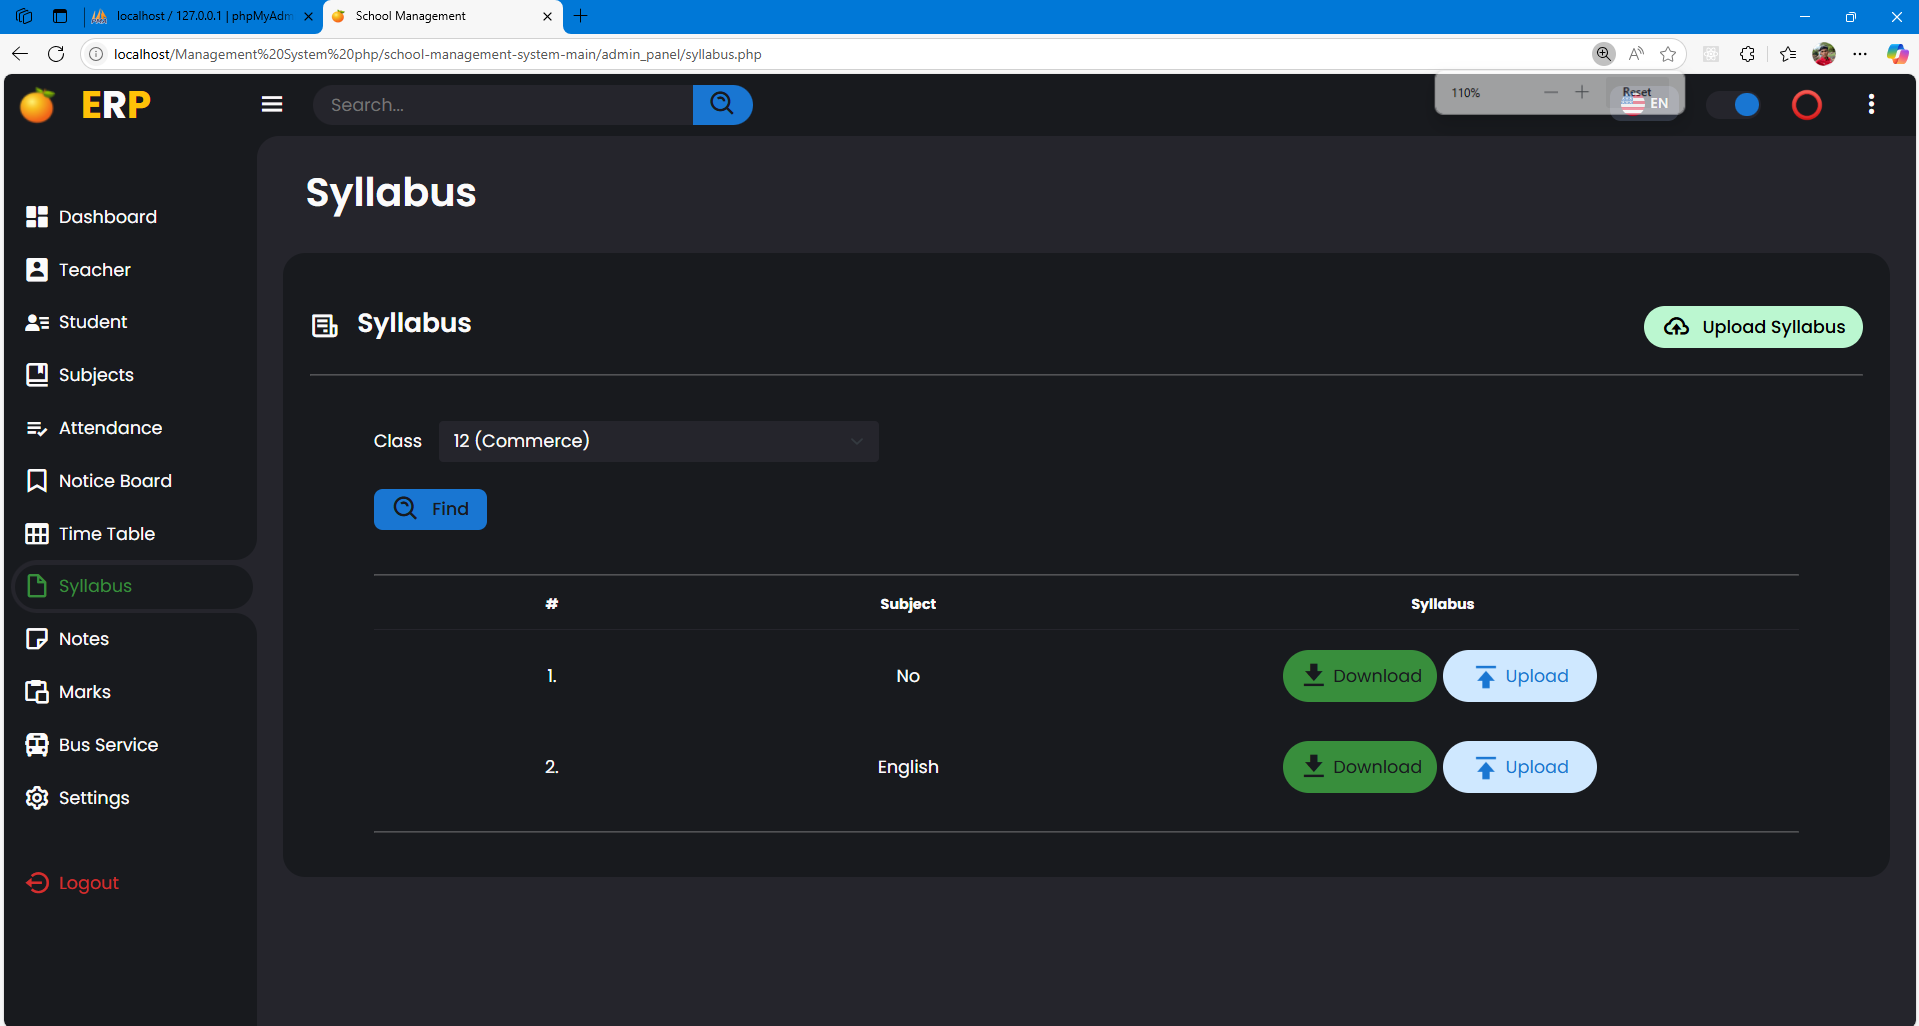 localhost / 127.0.0.1 | phpMyAdm
School Management
localhost/Management%20System%20php/school-management-system-main/admin_panel/syllabus.php
ERP
Search...
110%
Reset
EN
Syllabus
Dashboard
Teacher
Student
Subjects
Attendance
Notice Board
Time Table
Syllabus
Notes
Marks
Bus Service
Settings
Logout
Syllabus
Upload Syllabus
Class 12 (Commerce)
Find
# Subject Syllabus
1. No Download Upload
2. English Download Upload